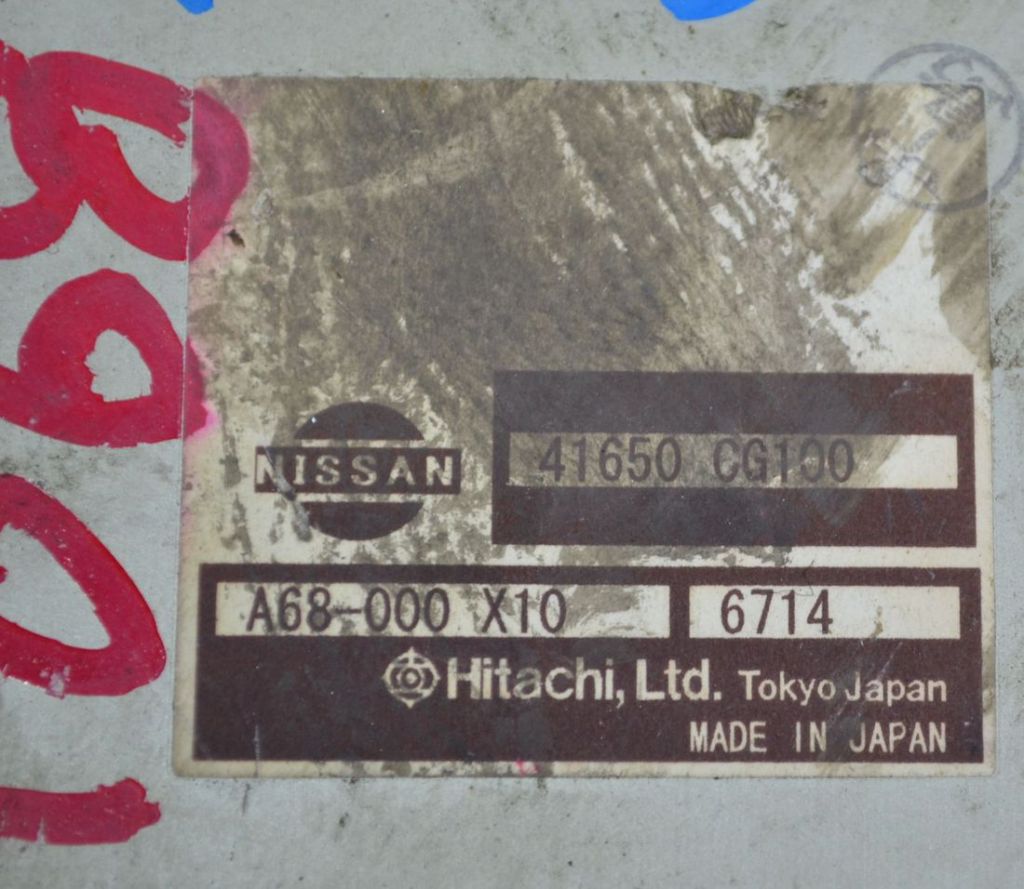 NISSAN
41650 CG100
A68-000 X10
6714
Hitachi, Ltd. Tokyo Japan
MADE IN JAPAN